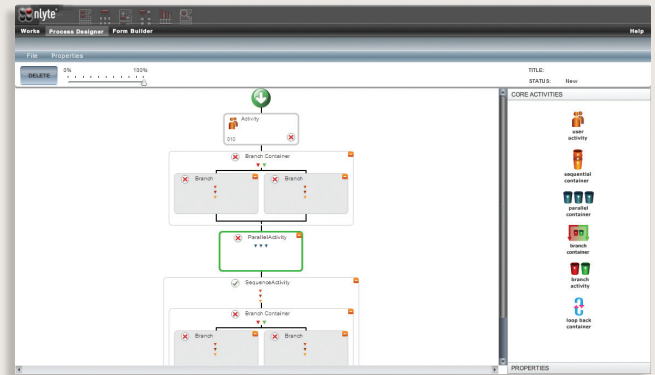 Onlyte
Works Process Designer Form Builder Help
File Properties
DELETE 0% 100% TITLE:
STATUS: New
CORE ACTIVITIES
Activity
010
Branch Container
Branch Branch
ParallelActivity
SequenceActivity
Branch Container
Branch Branch
user
activity
sequential
container
parallel
container
branch
container
branch
activity
loop back
container
PROPERTIES